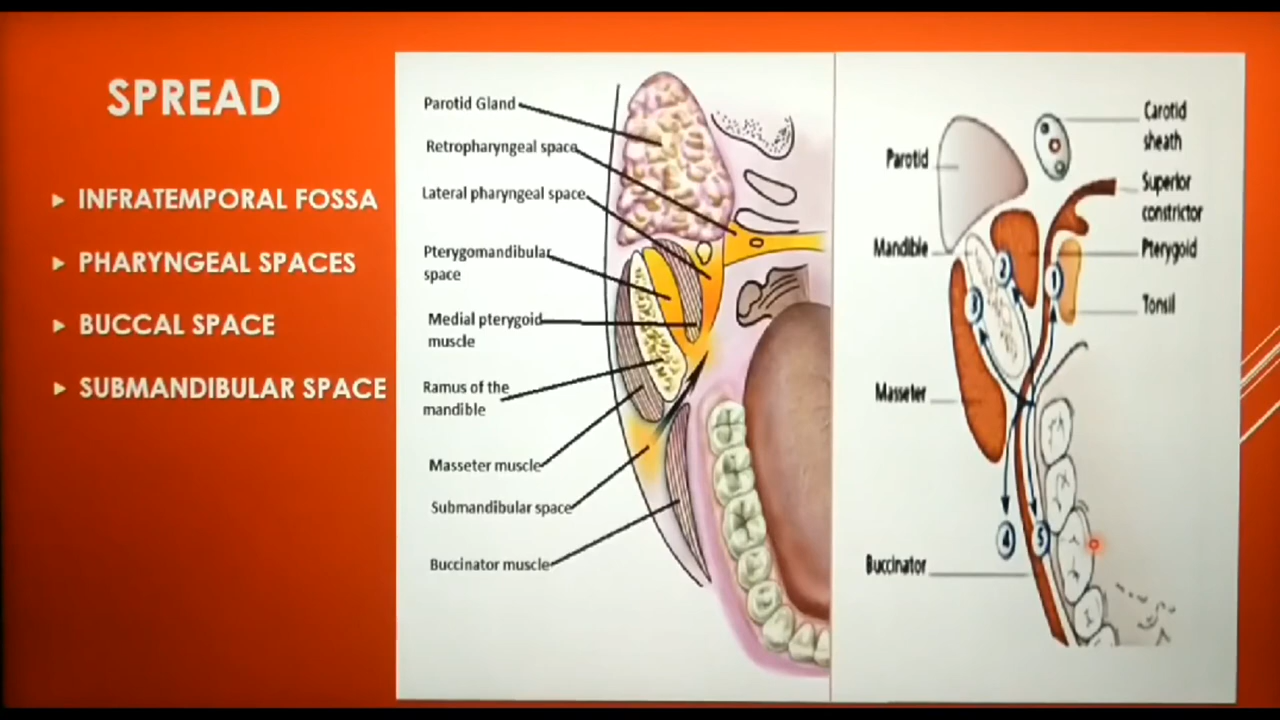 SPREAD
INFRATEMPORAL FOSSA
PHARYNGEAL SPACES
BUCCAL SPACE
SUBMANDIBULAR SPACE
Parotid Gland
Retropharyngeal space
Lateral pharyngeal space
Pterygomandibular
space
Medial pterygoid
muscle
Ramus of the
mandible
Masseter muscle
Submandibular space
Buccinator muscle
Carotid
sheath
Parotid
Superior
constrictor
Mandible
Pterygoid
2
1
3
Tonsil
Masseter
4
5
Buccinator